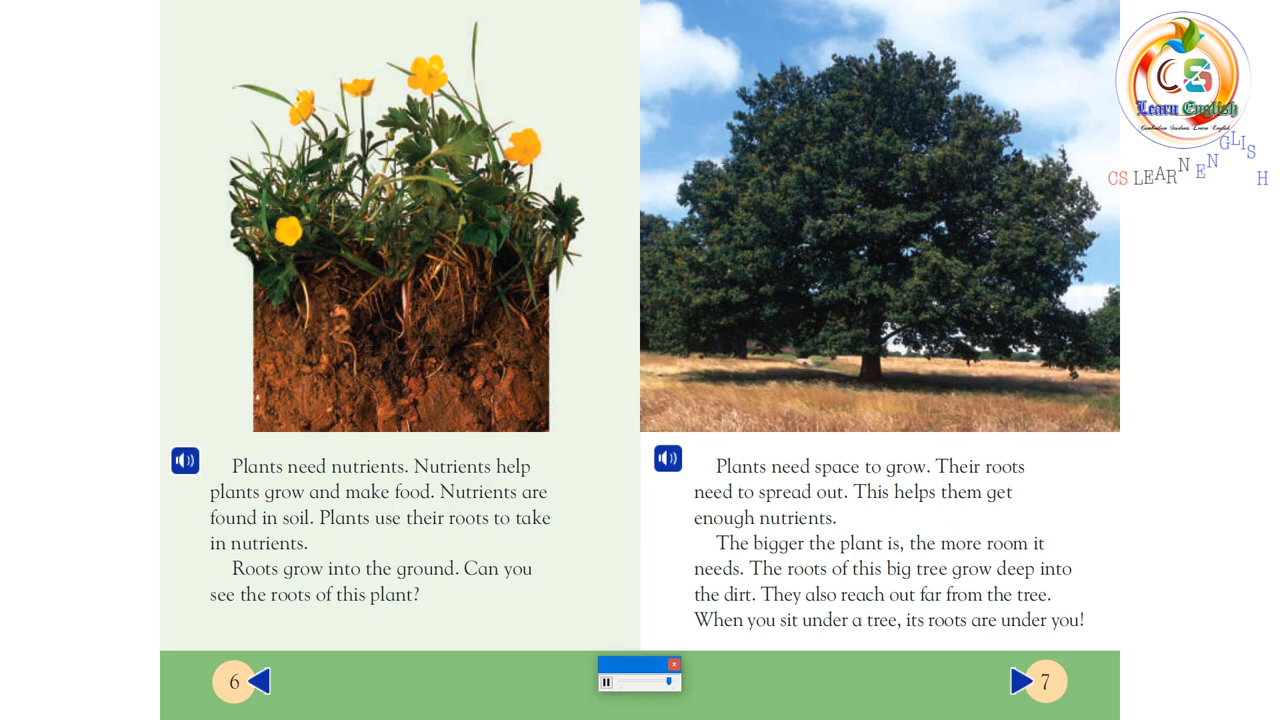 Plants need nutrients. Nutrients help
plants grow and make food. Nutrients are
found in soil. Plants use their roots to take
in nutrients.
Roots grow into the ground. Can you
see the roots of this plant?
6
Plants need space to grow. Their roots
need to spread out. This helps them get
enough nutrients.
The bigger the plant is, the more room it
needs. The roots of this big tree grow deep into
the dirt. They also reach out far from the tree.
When you sit under a tree, its roots are under you!
7
CS
Learn English
Cambodian Students Learn English
CS LEARN ENGLISH